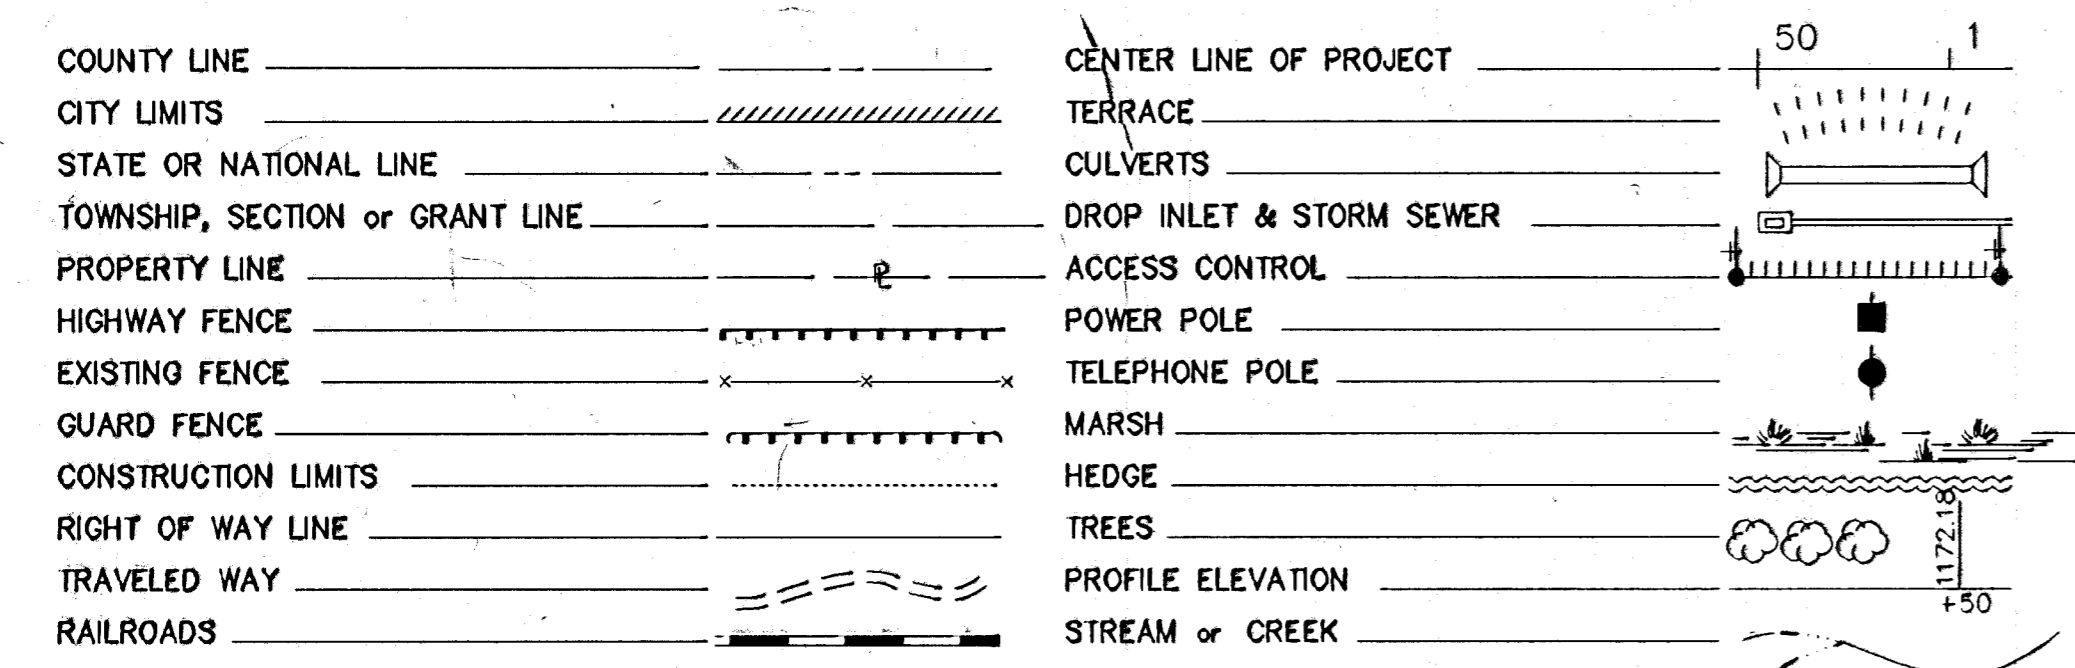 COUNTY LINE
CITY LIMITS
STATE OR NATIONAL LINE
TOWNSHIP, SECTION or GRANT LINE
PROPERTY LINE PL
HIGHWAY FENCE
EXISTING FENCE
GUARD FENCE
CONSTRUCTION LIMITS
RIGHT OF WAY LINE
TRAVELED WAY
RAILROADS
CENTER LINE OF PROJECT 50 1
TERRACE
CULVERTS
DROP INLET & STORM SEWER
ACCESS CONTROL
POWER POLE
TELEPHONE POLE
MARSH
HEDGE
TREES
PROFILE ELEVATION 1172.18
+50
STREAM or CREEK